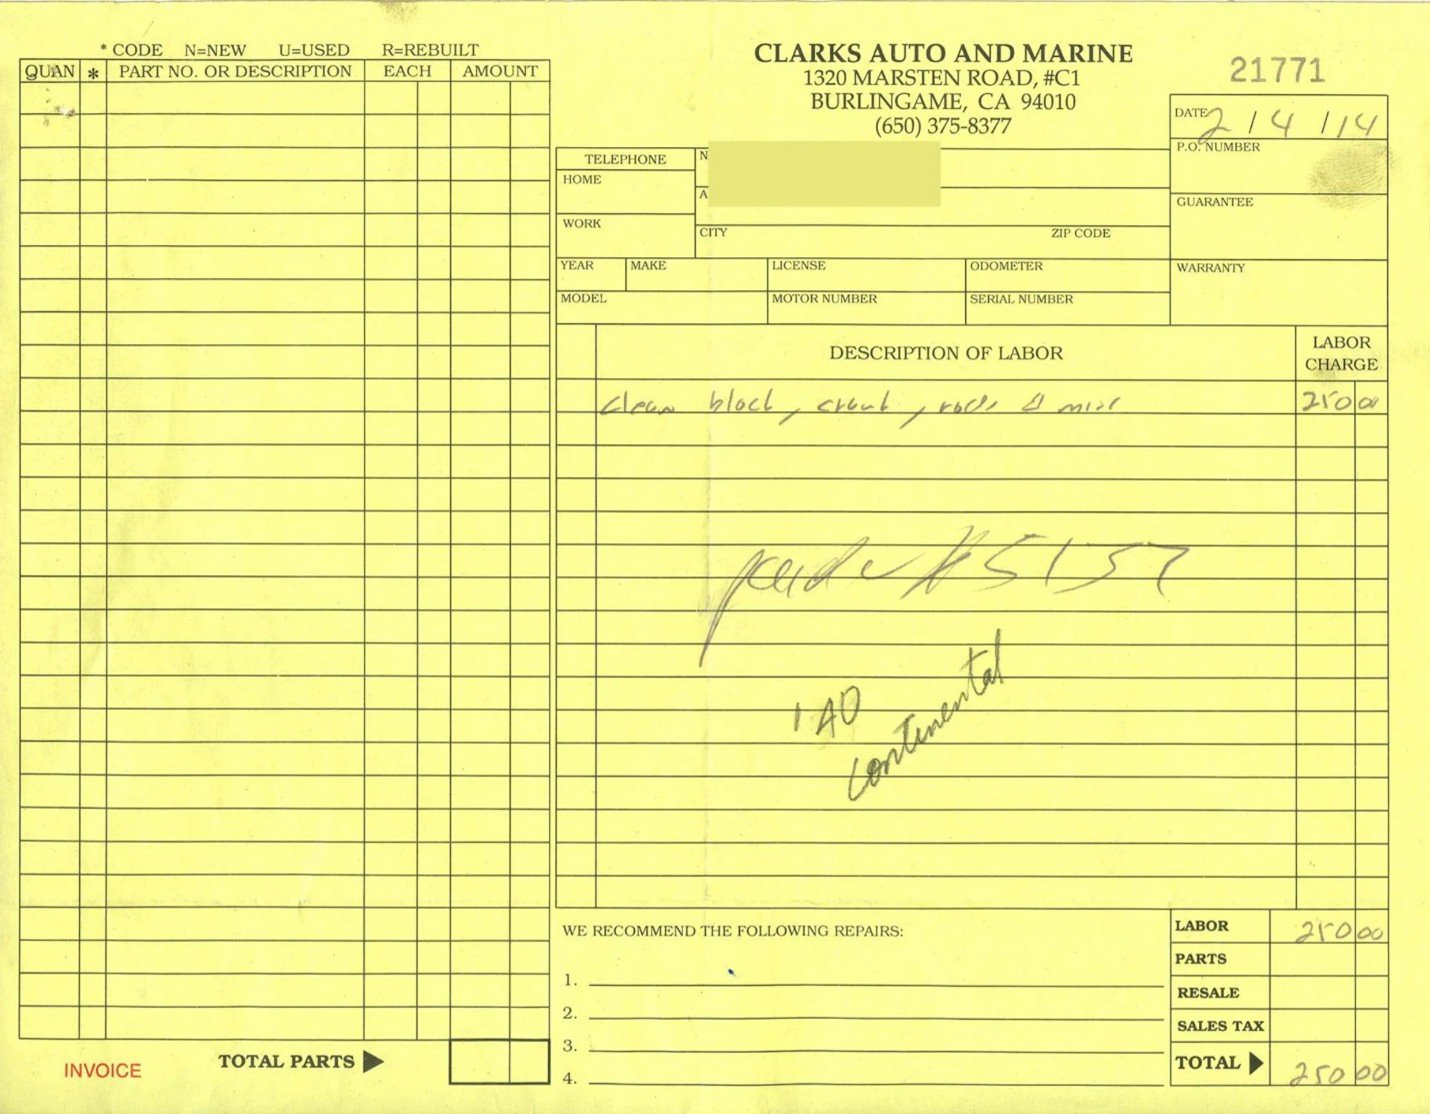 * CODE N=NEW U=USED R=REBUILT
QUAN * PART NO. OR DESCRIPTION EACH AMOUNT
CLARKS AUTO AND MARINE
1320 MARSTEN ROAD, #C1
BURLINGAME, CA 94010
(650) 375-8377
21771
DATE 2/4/14
P.O. NUMBER
GUARANTEE
WARRANTY
TELEPHONE
HOME
WORK
N
A
CITY ZIP CODE
YEAR MAKE LICENSE ODOMETER
MODEL MOTOR NUMBER SERIAL NUMBER
DESCRIPTION OF LABOR
LABOR
CHARGE
clean block, crank, rods & misc 250 00
#5157
'40
Continental
WE RECOMMEND THE FOLLOWING REPAIRS:
1.
2.
3.
4.
LABOR 250 00
PARTS
RESALE
SALES TAX
TOTAL 250 00
INVOICE
TOTAL PARTS